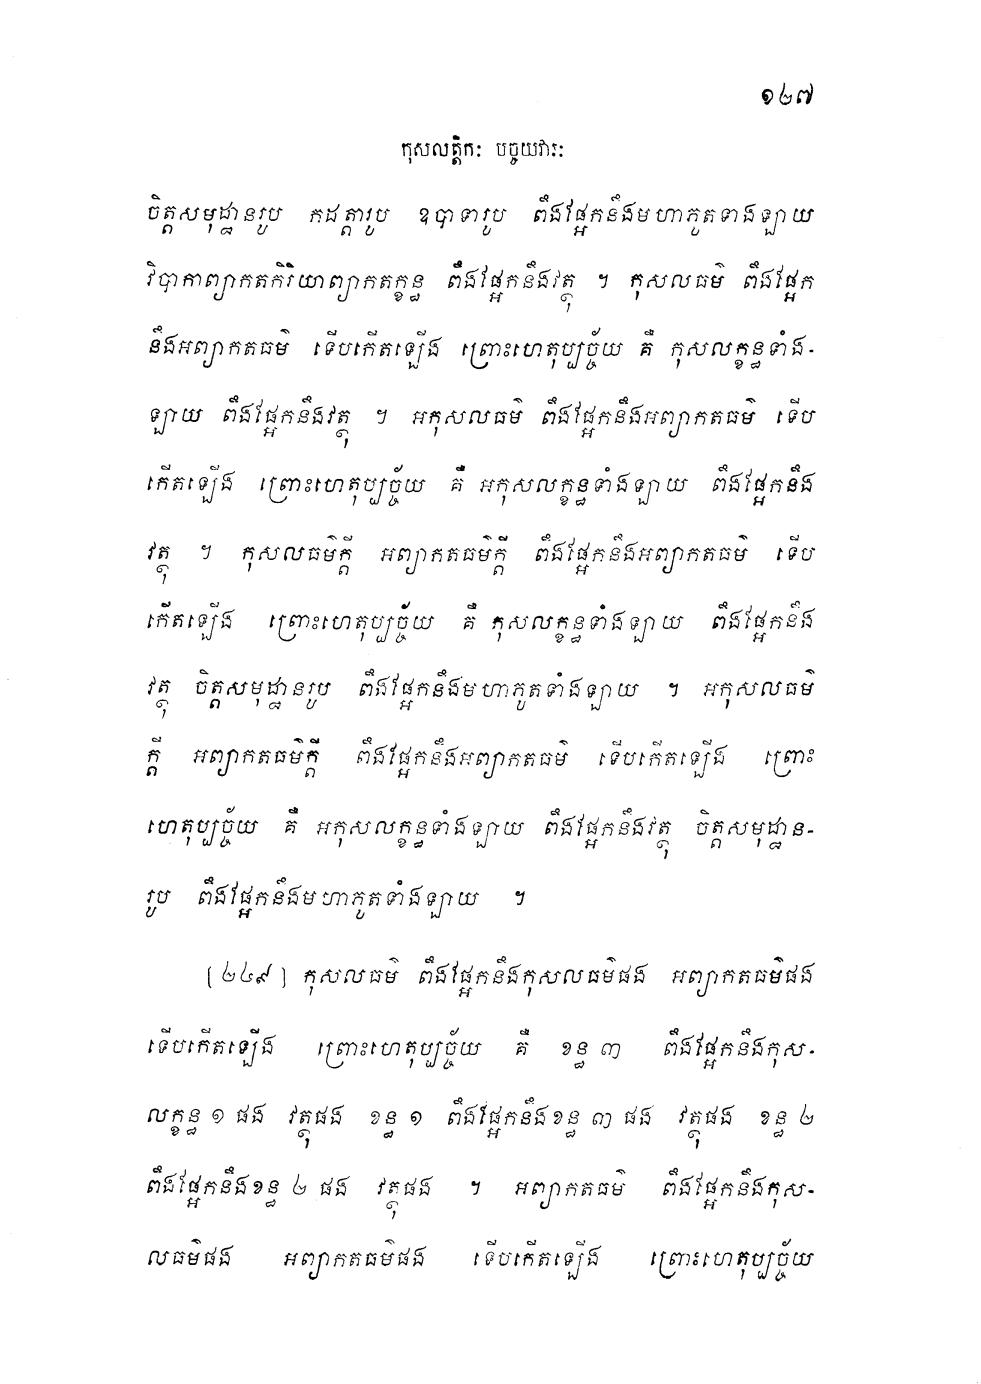 ១២៧
កុសលត្តិកៈ បច្ចយវារៈ
ចិត្តសមុដ្ឋានរូប កដត្តារូប ឧបាទារូប ពឹងផ្អែកនឹងមហាភូតទាំងឡាយ
វិបាកាព្យាកតកិរិយាព្យាកតក្ខន្ធ ពឹងផ្អែកនឹងវត្ថុ ។ កុសលធម៌ ពឹងផ្អែក
នឹងអព្យាកតធម៌ ទើបកើតឡើង ព្រោះហេតុប្បច្ច័យ គឺ កុសលក្ខន្ធទាំង-
ឡាយ ពឹងផ្អែកនឹងវត្ថុ ។ អកុសលធម៌ ពឹងផ្អែកនឹងអព្យាកតធម៌ ទើប
កើតឡើង ព្រោះហេតុប្បច្ច័យ គឺ អកុសលក្ខន្ធទាំងឡាយ ពឹងផ្អែកនឹង
វត្ថុ ។ កុសលធម៌ក្តី អព្យាកតធម៌ក្តី ពឹងផ្អែកនឹងអព្យាកតធម៌ ទើប
កើតឡើង ព្រោះហេតុប្បច្ច័យ គឺ កុសលក្ខន្ធទាំងឡាយ ពឹងផ្អែកនឹង
វត្ថុ ចិត្តសមុដ្ឋានរូប ពឹងផ្អែកនឹងមហាភូតទាំងឡាយ ។ អកុសលធម៌
ក្តី អព្យាកតធម៌ក្តី ពឹងផ្អែកនឹងអព្យាកតធម៌ ទើបកើតឡើង ព្រោះ
ហេតុប្បច្ច័យ គឺ អកុសលក្ខន្ធទាំងឡាយ ពឹងផ្អែកនឹងវត្ថុ ចិត្តសមុដ្ឋាន-
រូប ពឹងផ្អែកនឹងមហាភូតទាំងឡាយ ។
[២៤៩] កុសលធម៌ ពឹងផ្អែកនឹងកុសលធម៌ផង អព្យាកតធម៌ផង
ទើបកើតឡើង ព្រោះហេតុប្បច្ច័យ គឺ ខន្ធ ៣ ពឹងផ្អែកនឹងកុស-
លក្ខន្ធ ១ ផង វត្ថុផង ខន្ធ ១ ពឹងផ្អែកនឹងខន្ធ ៣ ផង វត្ថុផង ខន្ធ ២
ពឹងផ្អែកនឹងខន្ធ ២ ផង វត្ថុផង ។ អព្យាកតធម៌ ពឹងផ្អែកនឹងកុស-
លធម៌ផង អព្យាកតធម៌ផង ទើបកើតឡើង ព្រោះហេតុប្បច្ច័យ